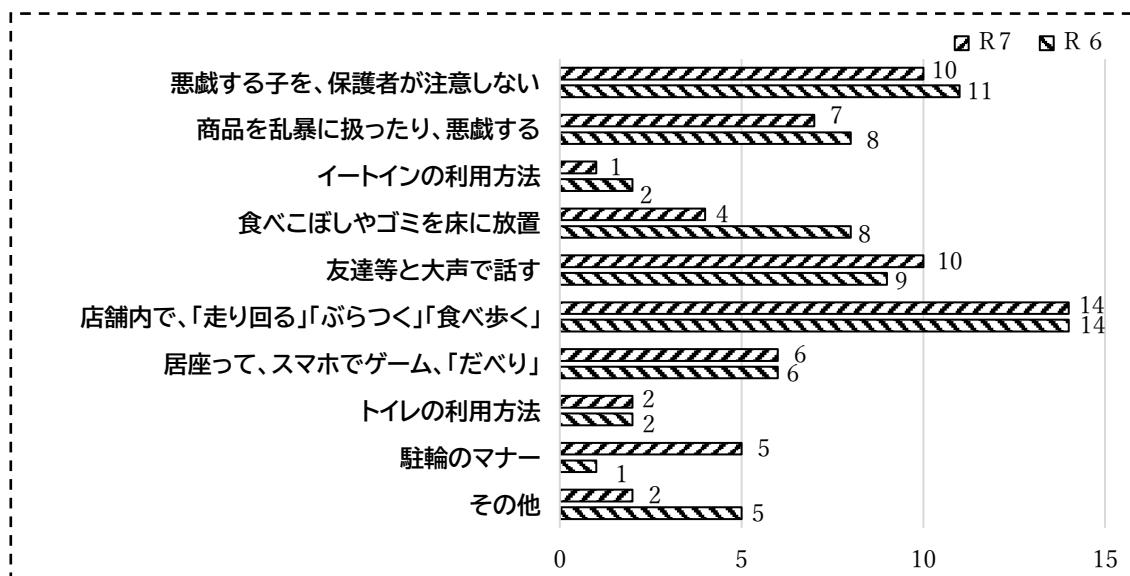 R7 R6
悪戯する子を、保護者が注意しない
10
11
商品を乱暴に扱ったり、悪戯する
7
8
イートインの利用方法
1
2
食べこぼしやゴミを床に放置
4
8
友達等と大声で話す
10
9
店舗内で、「走り回る」「ぶらつく」「食べ歩く」
14
14
居座って、スマホでゲーム、「だべり」
6
6
トイレの利用方法
2
2
駐輪のマナー
5
1
その他
2
5
0 5 10 15